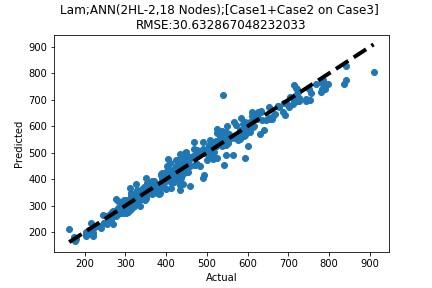 Lam;ANN(2HL-2,18 Nodes);[Case1+Case2 on Case3]
RMSE:30.632867048232033
900
800
700
600
500
400
300
200
Predicted
200 300 400 500 600 700 800 900
Actual